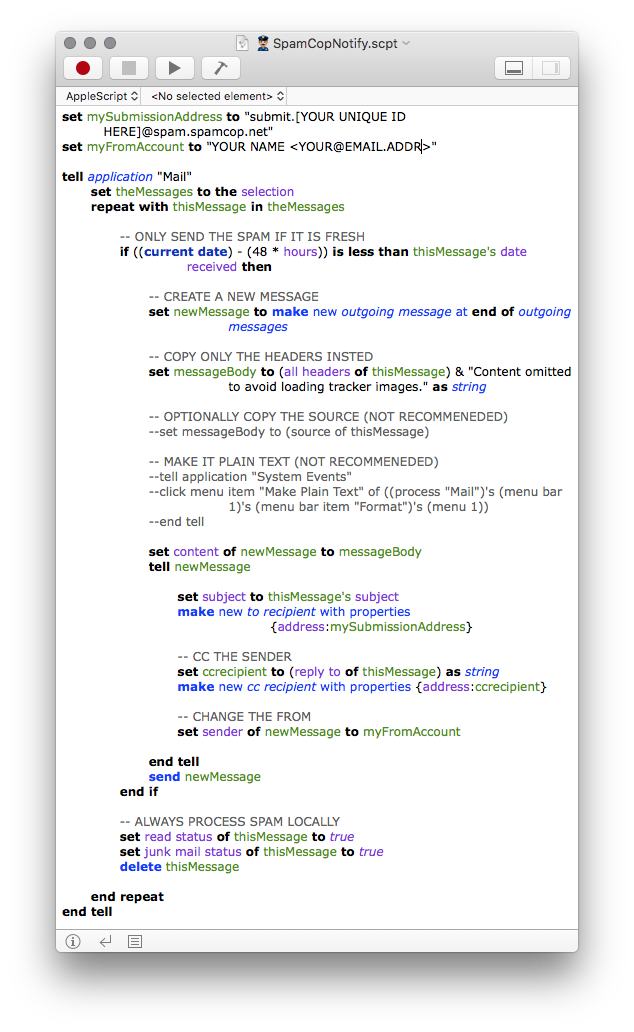 SpamCopNotify.scpt
AppleScript
<No selected element>
set mySubmissionAddress to "submit.[YOUR UNIQUE ID
HERE]@spam.spamcop.net"
set myFromAccount to "YOUR NAME <YOUR@EMAIL.ADDR>"
tell application "Mail"
set theMessages to the selection
repeat with thisMessage in theMessages
-- ONLY SEND THE SPAM IF IT IS FRESH
if ((current date) - (48 * hours)) is less than thisMessage's date
received then
-- CREATE A NEW MESSAGE
set newMessage to make new outgoing message at end of outgoing
messages
-- COPY ONLY THE HEADERS INSTED
set messageBody to (all headers of thisMessage) & "Content omitted
to avoid loading tracker images." as string
-- OPTIONALLY COPY THE SOURCE (NOT RECOMMENEDED)
--set messageBody to (source of thisMessage)
-- MAKE IT PLAIN TEXT (NOT RECOMMENEDED)
--tell application "System Events"
--click menu item "Make Plain Text" of ((process "Mail")'s (menu bar
1)'s (menu bar item "Format")'s (menu 1))
--end tell
set content of newMessage to messageBody
tell newMessage
set subject to thisMessage's subject
make new to recipient with properties
{address:mySubmissionAddress}
-- CC THE SENDER
set ccrecipient to (reply to of thisMessage) as string
make new cc recipient with properties {address:ccrecipient}
-- CHANGE THE FROM
set sender of newMessage to myFromAccount
end tell
send newMessage
end if
-- ALWAYS PROCESS SPAM LOCALLY
set read status of thisMessage to true
set junk mail status of thisMessage to true
delete thisMessage
end repeat
end tell